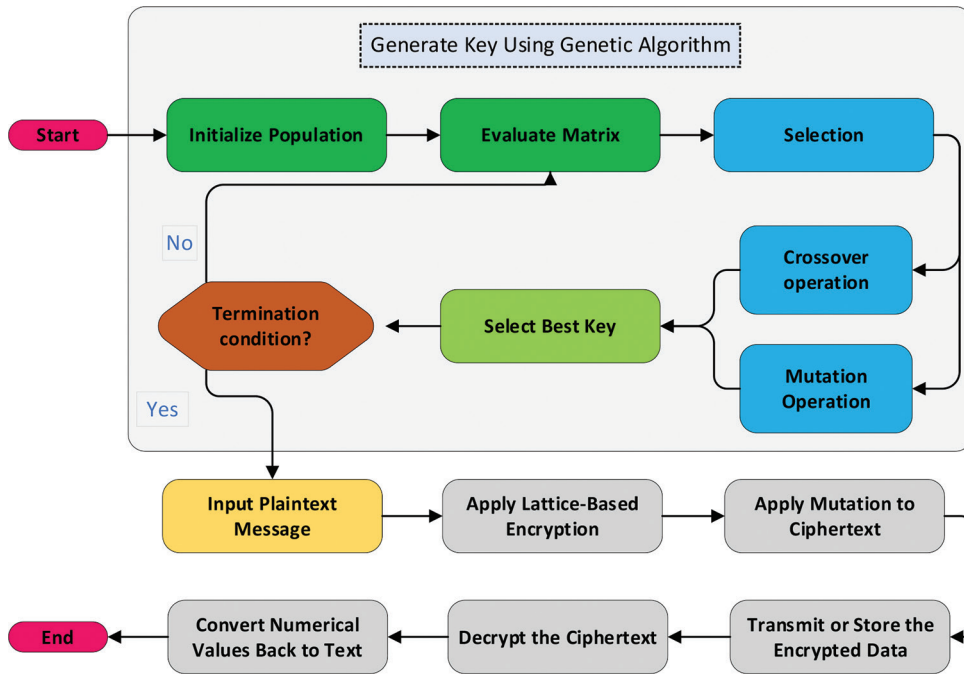 Generate Key Using Genetic Algorithm
Start
Initialize Population
Evaluate Matrix
Selection
No
Crossover
operation
Termination
condition?
Select Best Key
Mutation
Operation
Yes
Input Plaintext
Message
Apply Lattice-Based
Encryption
Apply Mutation to
Ciphertext
End
Convert Numerical
Values Back to Text
Decrypt the Ciphertext
Transmit or Store the
Encrypted Data